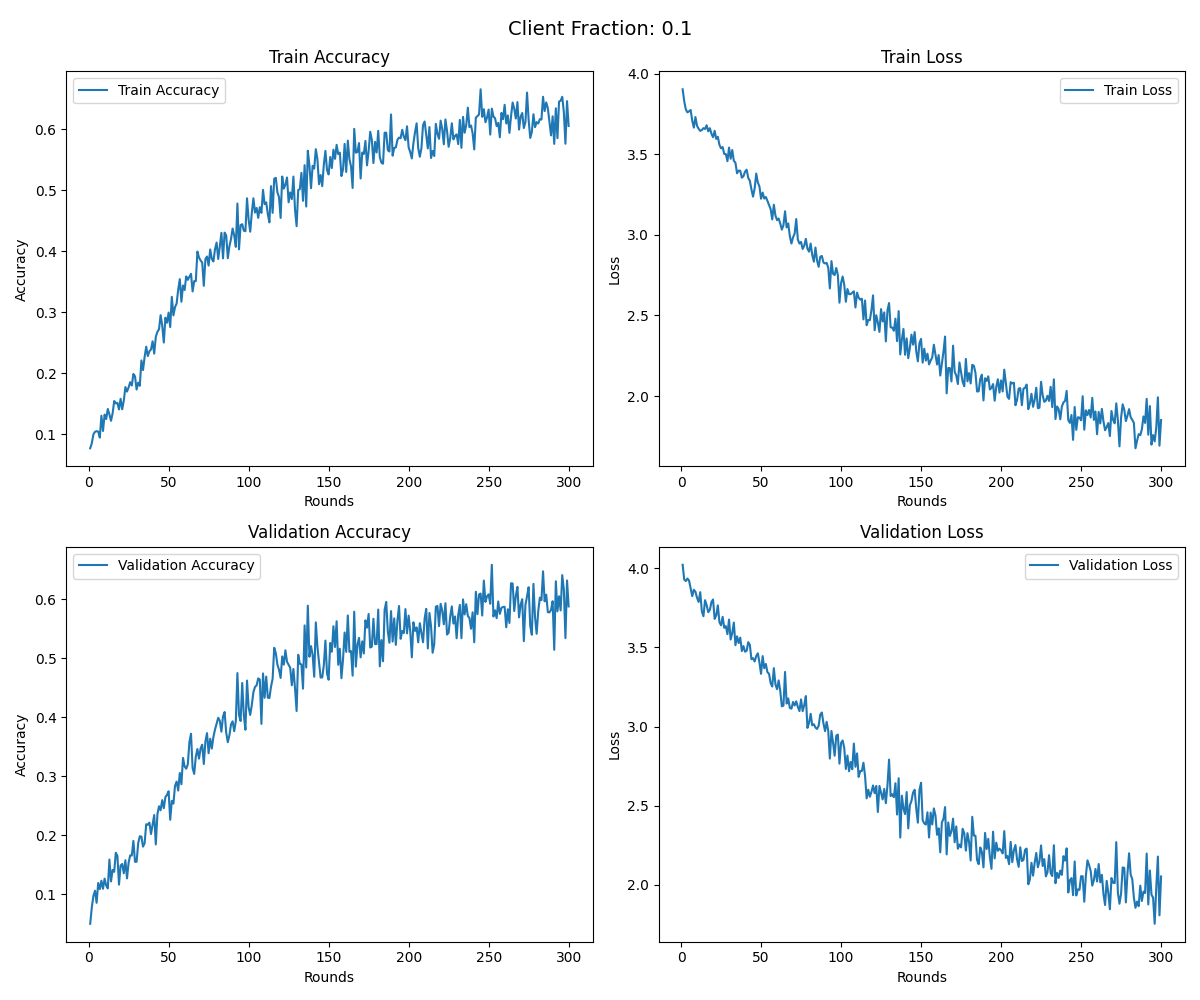 Client Fraction: 0.1
Train Accuracy
Train Accuracy
Accuracy
0.6
0.5
0.4
0.3
0.2
0.1
0 50 100 150 200 250 300
Rounds
Train Loss
Train Loss
Loss
4.0
3.5
3.0
2.5
2.0
0 50 100 150 200 250 300
Rounds
Validation Accuracy
Validation Accuracy
Accuracy
0.6
0.5
0.4
0.3
0.2
0.1
0 50 100 150 200 250 300
Rounds
Validation Loss
Validation Loss
Loss
4.0
3.5
3.0
2.5
2.0
0 50 100 150 200 250 300
Rounds